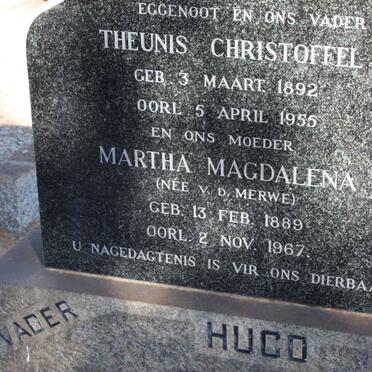 EGGENOOT EN ONS VADER
THEUNIS CHRISTOFFEL
GEB. 3 MAART 1892
OORL. 5 APRIL 1955
EN ONS MOEDER
MARTHA MAGDALENA
(NÉE V. D. MERWE)
GEB. 13 FEB. 1889
OORL. 2 NOV. 1967.
U NAGEDAGTENIS IS VIR ONS DIERBAA
VADER
HUGO